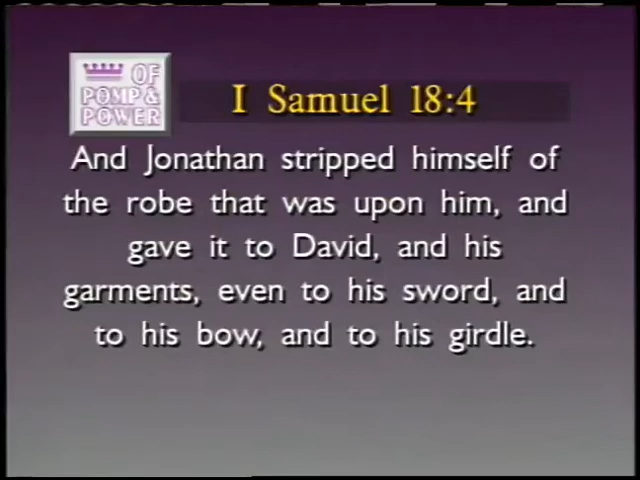 OF
POMP &
POWER
I Samuel 18:4
And Jonathan stripped himself of
the robe that was upon him, and
gave it to David, and his
garments, even to his sword, and
to his bow, and to his girdle.